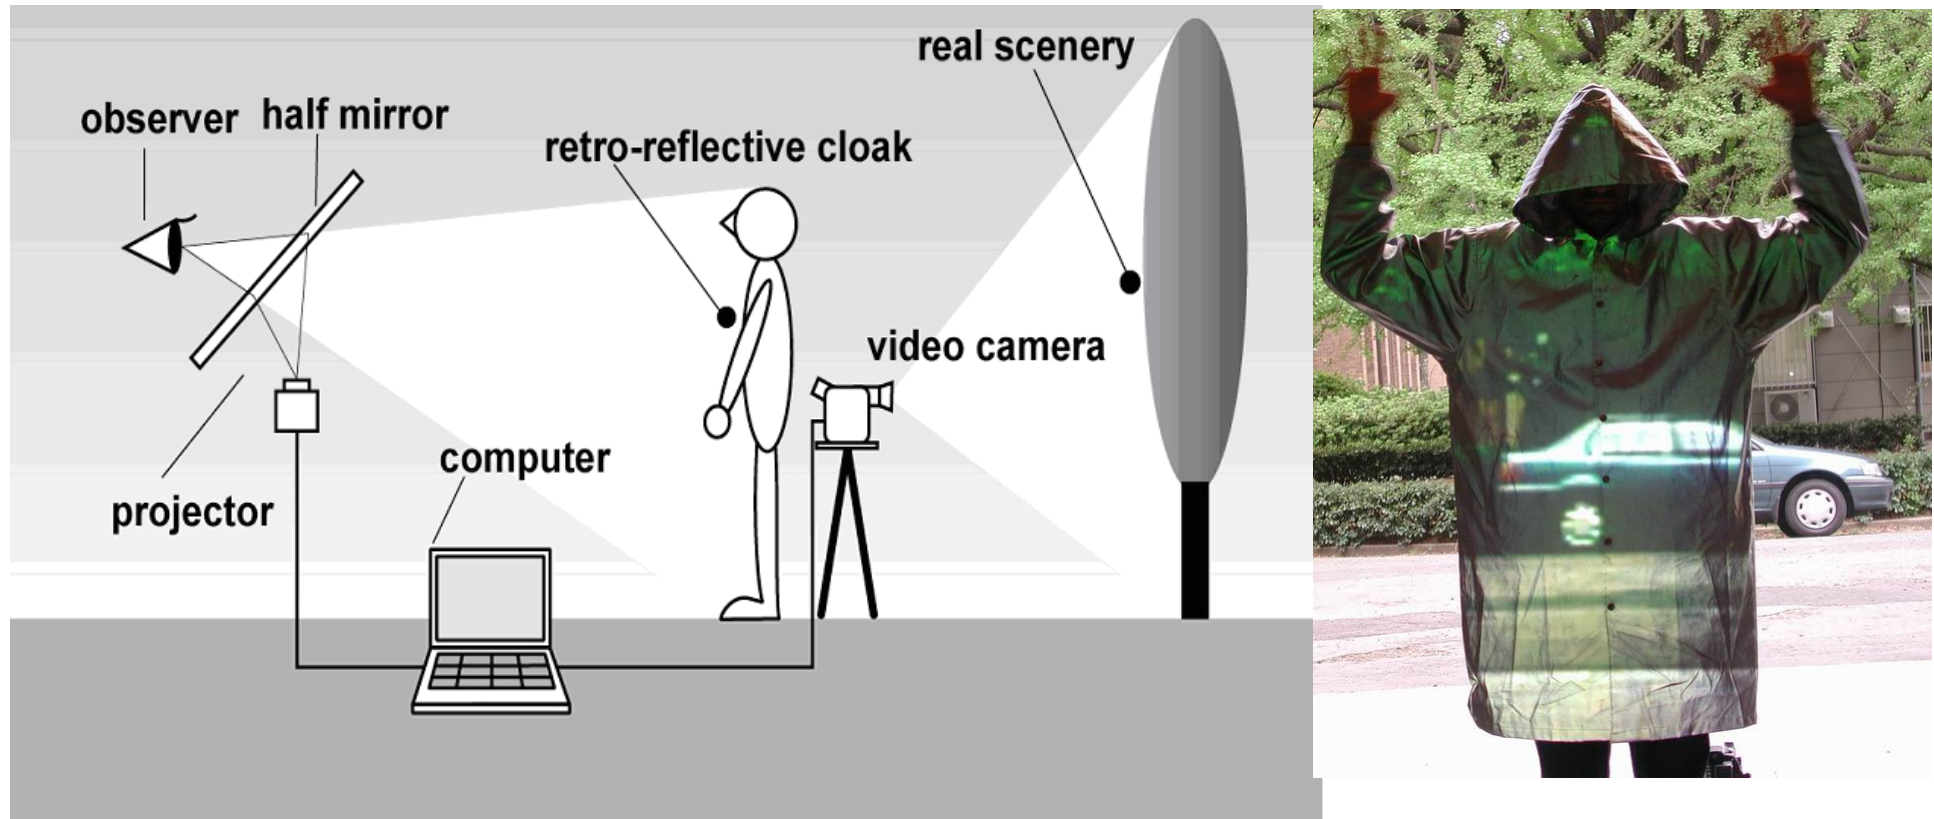 real scenery
observer
half mirror
retro-reflective cloak
video camera
computer
projector